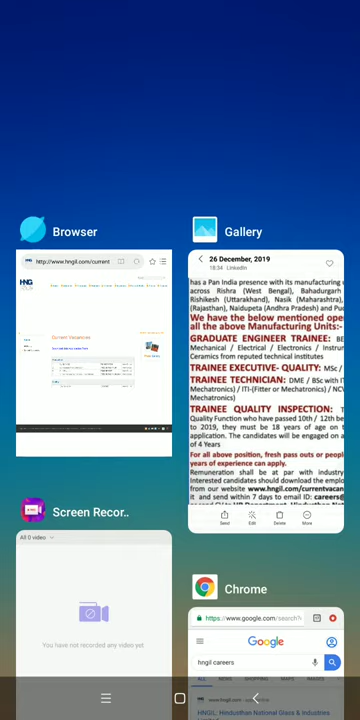 Browser
http://www.hngil.com/current
HNG
Current Vacancies
Gallery
26 December, 2019
18:34 LinkedIn
has a Pan India presence with its manufacturing o
across Rishra (West Bengal), Bahadurgarh
Rishikesh (Uttarakhand), Nasik (Maharashtra),
(Rajasthan), Naidupeta (Andhra Pradesh) and Puc
We have the below mentioned ope
all the above Manufacturing Units:-
GRADUATE ENGINEER TRAINEE: BE
Mechanical / Electrical / Electronics / Instrum
Ceramics from reputed technical institutes
TRAINEE EXECUTIVE- QUALITY: MSc /
TRAINEE TECHNICIAN: DME / BSc with IT
Mechatronics) / ITI-(Fitter or Mechatronics) / NCV
Mechatronics)
TRAINEE QUALITY INSPECTION: T
Quality Function who have passed 10th / 12th be
to 2019, they must be 18 years of age on t
application. The candidates will be engaged on a
of 4 Years
For all above position, fresh pass outs or people
years of experience can apply.
Remuneration shall be at par with industry
Interested candidates should download the emplo
from our website www.hngil.com/currentvacan
it and send within 7 days to email ID: careers@
Send
Edit
Delete
More
Screen Recor..
All 0 video
You have not recorded any video yet
Chrome
https://www.google.com/search?
Google
hngil careers
ALL NEWS SHOPPING MAPS IMAGES
www.hngil.com
HNGIL: Hindusthan National Glass & Industries